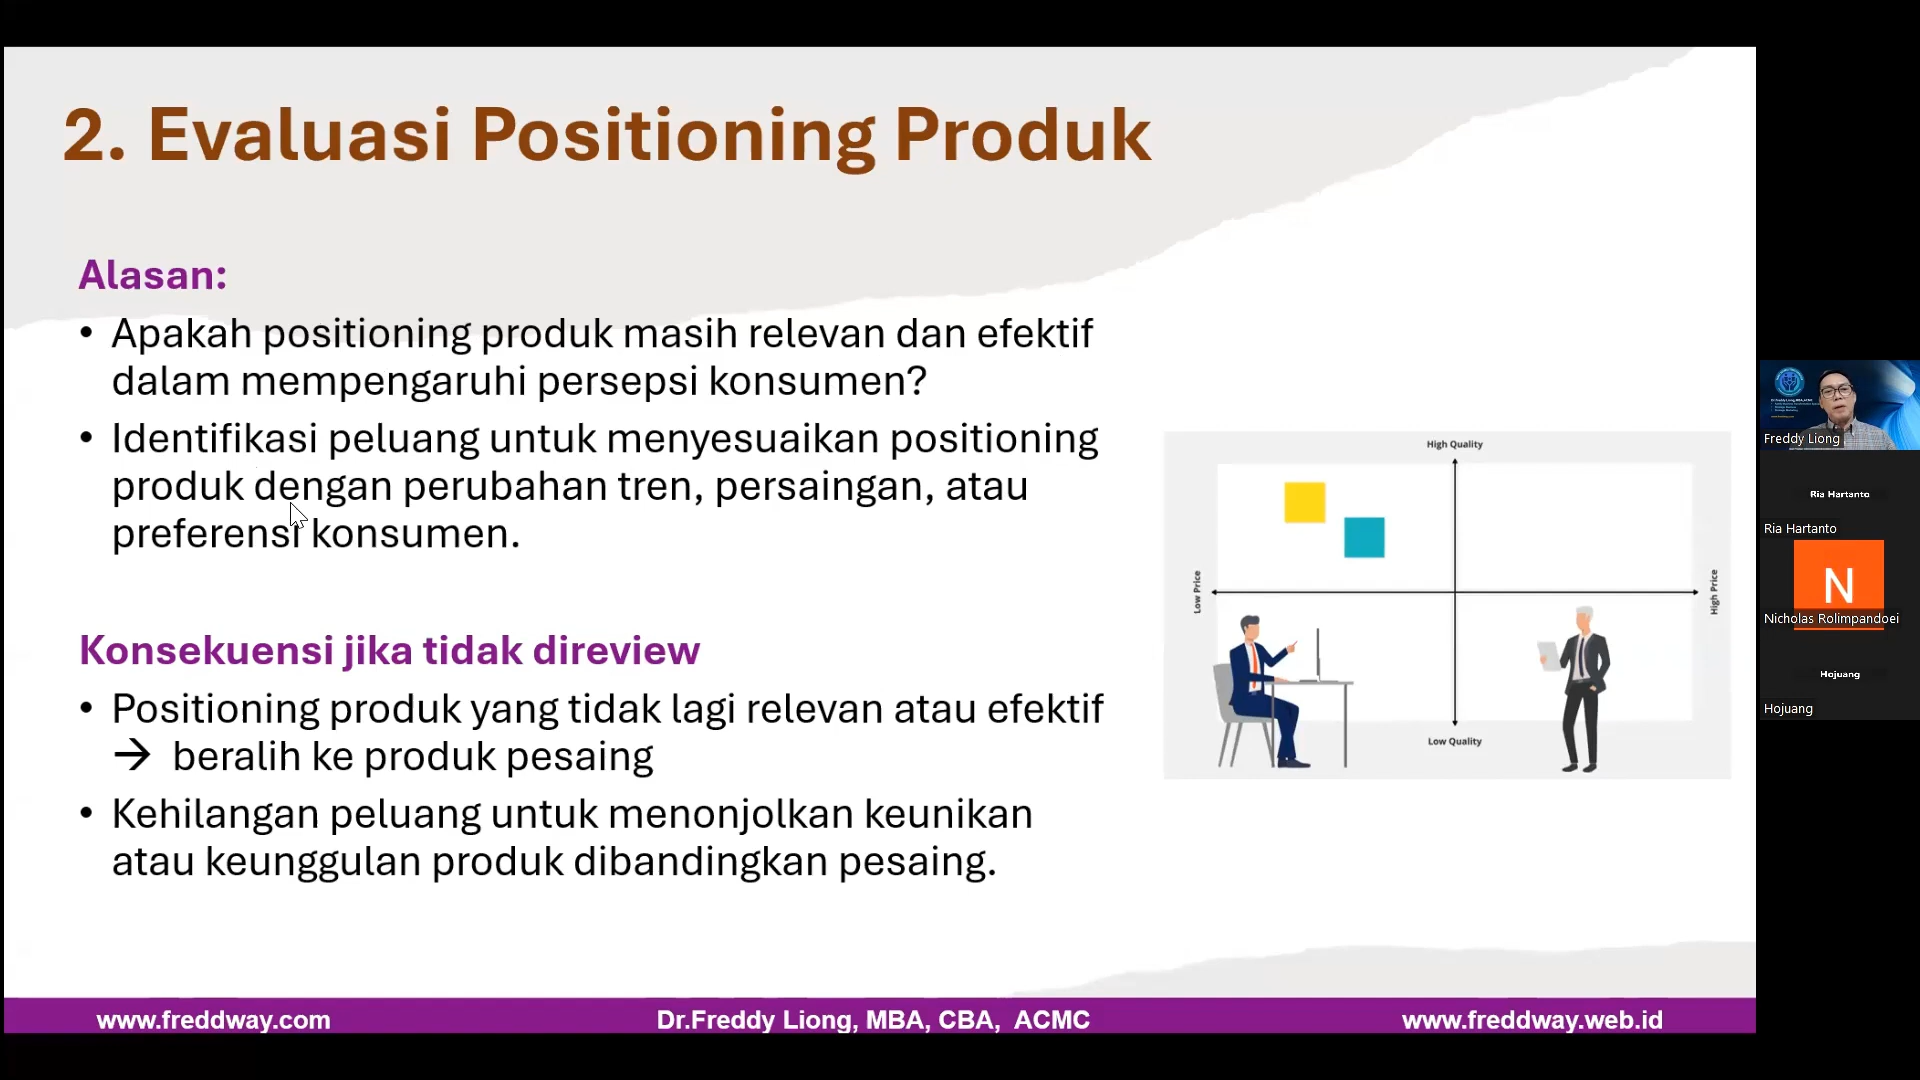 2. Evaluasi Positioning Produk
Alasan:
• Apakah positioning produk masih relevan dan efektif
dalam mempengaruhi persepsi konsumen?
• Identifikasi peluang untuk menyesuaikan positioning
produk dengan perubahan tren, persaingan, atau
preferensi konsumen.
Konsekuensi jika tidak direview
• Positioning produk yang tidak lagi relevan atau efektif
→ beralih ke produk pesaing
• Kehilangan peluang untuk menonjolkan keunikan
atau keunggulan produk dibandingkan pesaing.
High Quality
Low Price
High Price
Low Quality
www.freddway.com
Dr.Freddy Liong, MBA, CBA, ACMC
www.freddway.web.id
Freddy Liong
Ria Hartanto
Ria Hartanto
N
Nicholas Rolimpandoei
Hojuang
Hojuang